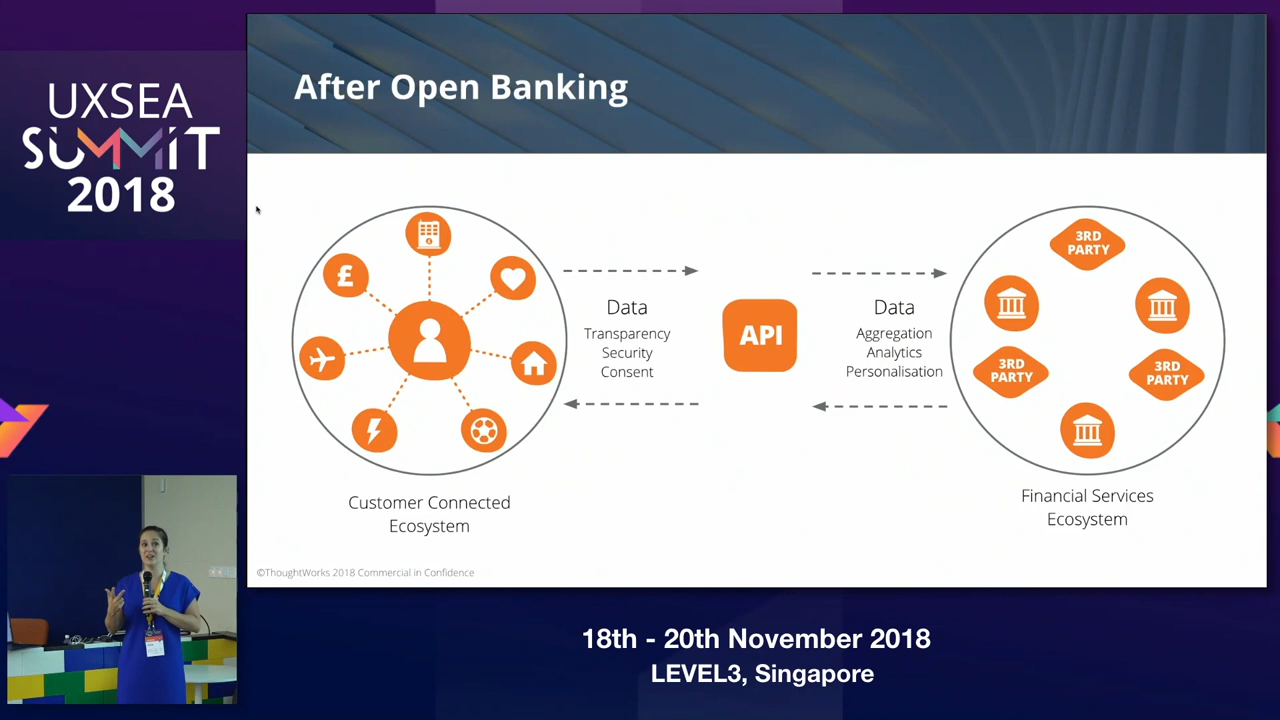 UXSEA
SUMMIT
2018
After Open Banking
£
3RD
PARTY
3RD
PARTY
3RD
PARTY
Data
Transparency
Security
Consent
API
Data
Aggregation
Analytics
Personalisation
Customer Connected
Ecosystem
Financial Services
Ecosystem
©ThoughtWorks 2018 Commercial in Confidence
18th - 20th November 2018
LEVEL3, Singapore